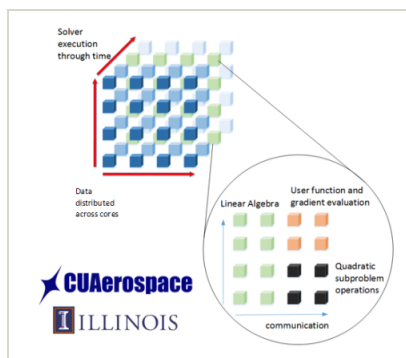 Solver
execution
through time
Data
distributed
across cores
Linear Algebra
User function and
gradient evaluation
Quadratic
subproblem
operations
communication
CUAerospace
I ILLINOIS